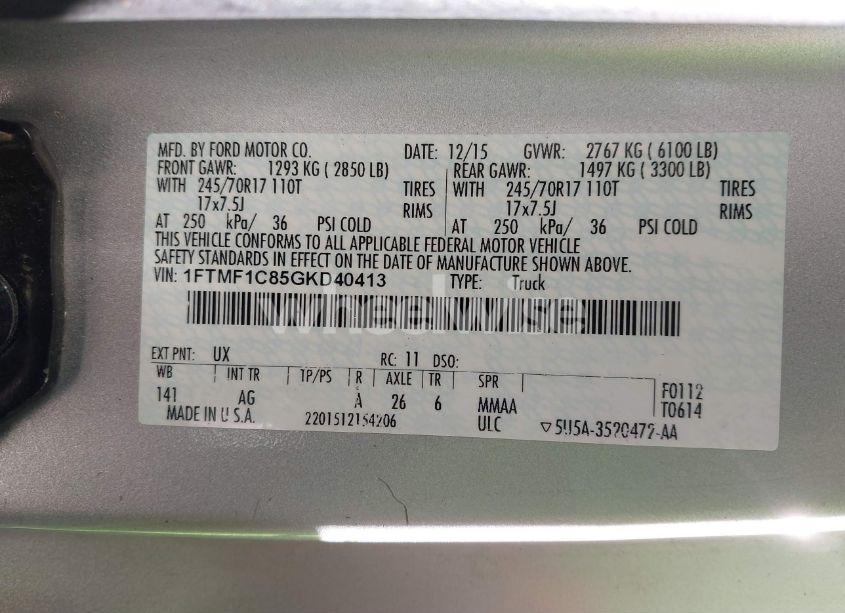 MFD. BY FORD MOTOR CO. DATE: 12/15 GVWR: 2767 KG ( 6100 LB)
FRONT GAWR: 1293 KG ( 2850 LB) REAR GAWR: 1497 KG ( 3300 LB)
WITH 245/70R17 110T TIRES WITH 245/70R17 110T TIRES
17x7.5J RIMS 17x7.5J RIMS
AT 250 kPa/ 36 PSI COLD AT 250 kPa/ 36 PSI COLD
THIS VEHICLE CONFORMS TO ALL APPLICABLE FEDERAL MOTOR VEHICLE
SAFETY STANDARDS IN EFFECT ON THE DATE OF MANUFACTURE SHOWN ABOVE.
VIN: 1FTMF1C85GKD40413 TYPE: Truck
Wheelwise
EXT PNT: UX RC: 11 DSO:
WB INT TR TP/PS R AXLE TR SPR
141 AG A 26 6 MMAA F0112
MADE IN U.S.A. 2201512154206 ULC T0614
▽5U5A-3520472-AA